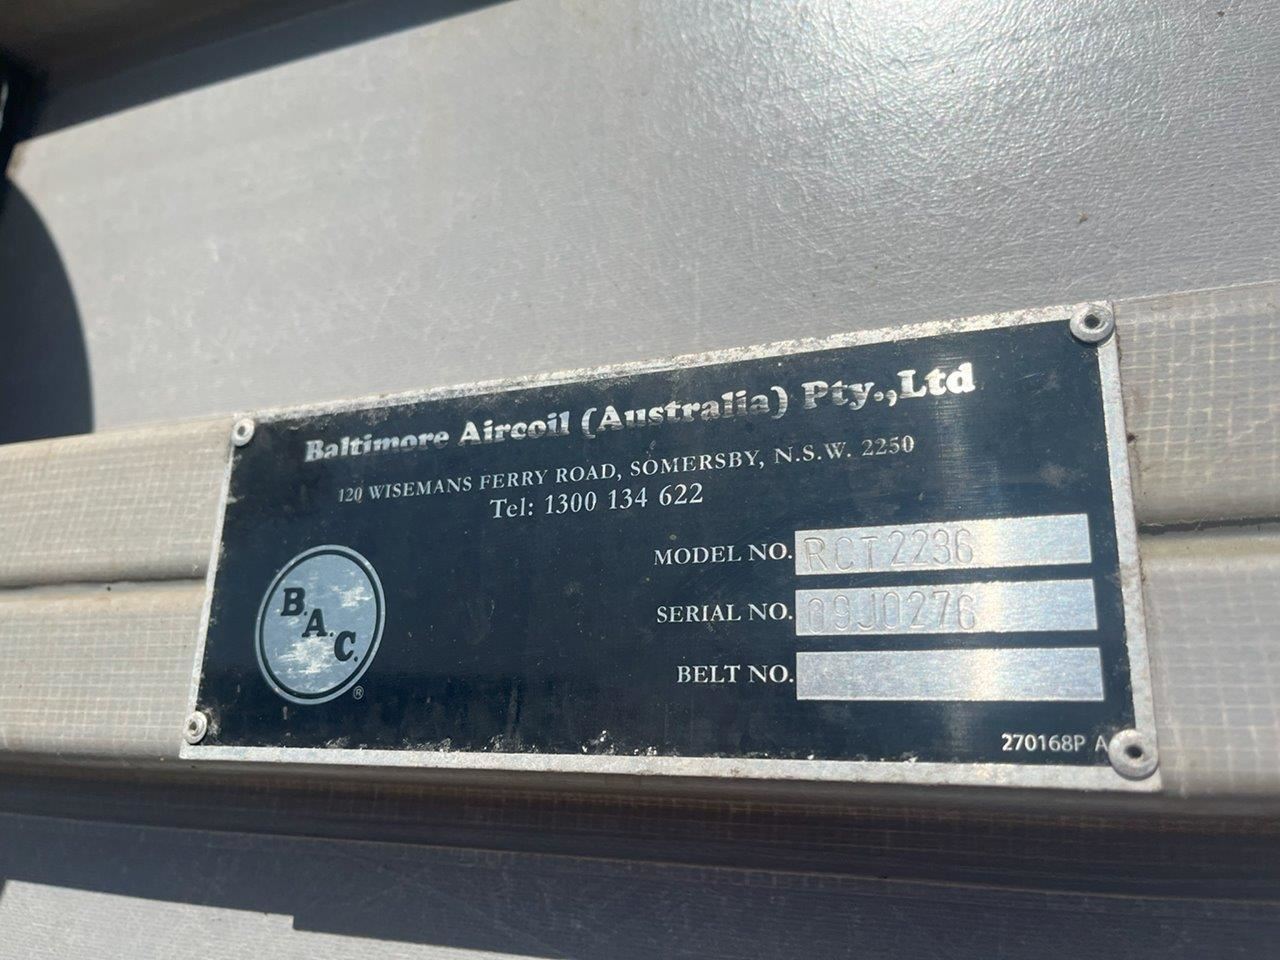 Baltimore Aircoil (Australia) Pty.,Ltd
120 WISEMANS FERRY ROAD, SOMERSBY, N.S.W. 2250
Tel: 1300 134 622
MODEL NO. RCT2236
SERIAL NO. 09J0276
BELT NO.
B.A.C.®
270168P A